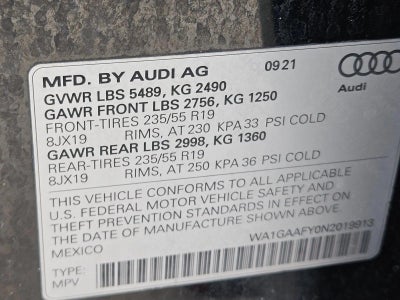 MFD. BY AUDI AG 09 21
Audi
GVWR LBS 5489, KG 2490
GAWR FRONT LBS 2756, KG 1250
FRONT-TIRES 235/55 R19
8JX19 RIMS, AT 230 KPA 33 PSI COLD
GAWR REAR LBS 2998, KG 1360
REAR-TIRES 235/55 R19
8JX19 RIMS, AT 250 KPA 36 PSI COLD
THIS VEHICLE CONFORMS TO ALL APPLICABLE
U.S. FEDERAL MOTOR VEHICLE SAFETY AND
THEFT PREVENTION STANDARDS IN EFFECT ON
THE DATE OF MANUFACTURE SHOWN ABOVE
MEXICO
WA1GAAFY0N2019913
TYPE:
MPV